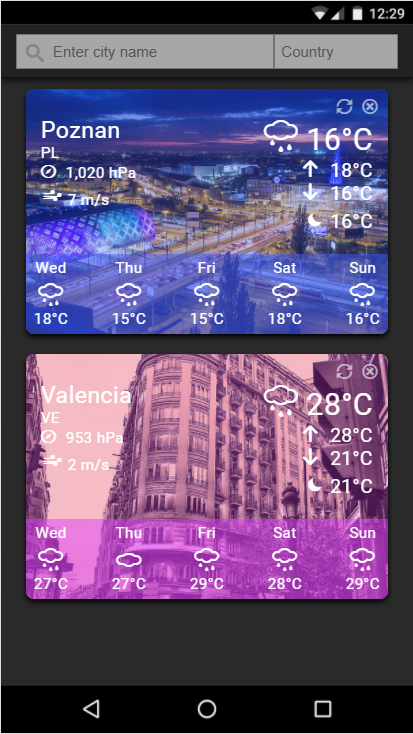 12:29
Enter city name Country
Poznan 16°C
PL
1,020 hPa 18°C
7 m/s 16°C
16°C
Wed Thu Fri Sat Sun
18°C 15°C 15°C 18°C 16°C
Valencia 28°C
VE
953 hPa 28°C
2 m/s 21°C
21°C
Wed Thu Fri Sat Sun
27°C 27°C 29°C 28°C 29°C